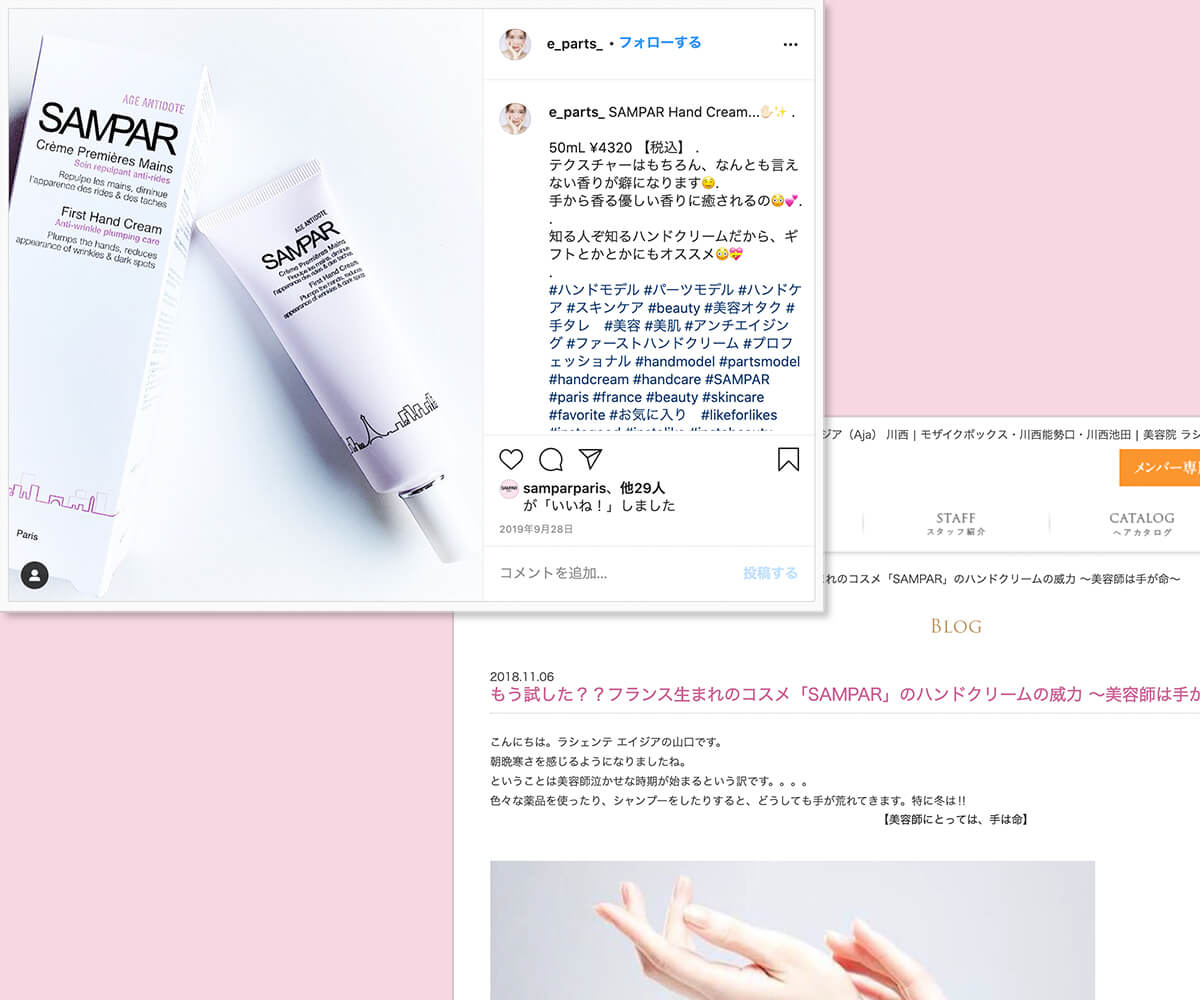 AGE ANTIDOTE
SAMPAR
Crème Premières Mains
Soin repulpant anti-rides
Repulpe les mains, diminue
l'apparence des rides & des taches
First Hand Cream
Anti-wrinkle plumping care
Plumps the hands, reduces
appearance of wrinkles & dark spots
Paris
AGE ANTIDOTE
SAMPAR
Crème Premières Mains
Repulpe les mains, diminue
l'apparence des rides & des taches
First Hand Cream
Plumps the hands, reduces
appearance of wrinkles & dark spots
e_parts_ • フォローする
e_parts_ SAMPAR Hand Cream...✋🏻✨ .
50mL ¥4320 【税込】 .
テクスチャーはもちろん、なんとも言え
ない香りが癖になります😏.
手から香る優しい香りに癒されるの😳💕.
.
知る人ぞ知るハンドクリームだから、ギ
フトとかとかにもオススメ😳💝
.
#ハンドモデル #パーツモデル #ハンドケ
ア #スキンケア #beauty #美容オタク #
手タレ #美容 #美肌 #アンチエイジン
グ #ファーストハンドクリーム #プロフ
ェッショナル #handmodel #partsmodel
#handcream #handcare #SAMPAR
#paris #france #beauty #skincare
#favorite #お気に入り #likeforlikes
#instagood #instalike #instabeauty
SAMPAR
samparparis、他29人
が「いいね！」しました
2019年9月28日
コメントを追加...
投稿する
ジア（Aja） 川西 | モザイクボックス・川西能勢口・川西池田 | 美容院 ラシ
メンバー専
STAFF
スタッフ紹介
CATALOG
ヘアカタログ
れのコスメ「SAMPAR」のハンドクリームの威力 〜美容師は手が命〜
BLOG
2018.11.06
もう試した？？フランス生まれのコスメ「SAMPAR」のハンドクリームの威力 〜美容師は手が
こんにちは。ラシェンテ エイジアの山口です。
朝晩寒さを感じるようになりましたね。
ということは美容師泣かせな時期が始まるという訳です。。。。
色々な薬品を使ったり、シャンプーをしたりすると、どうしても手が荒れてきます。特に冬は!!
【美容師にとっては、手は命】